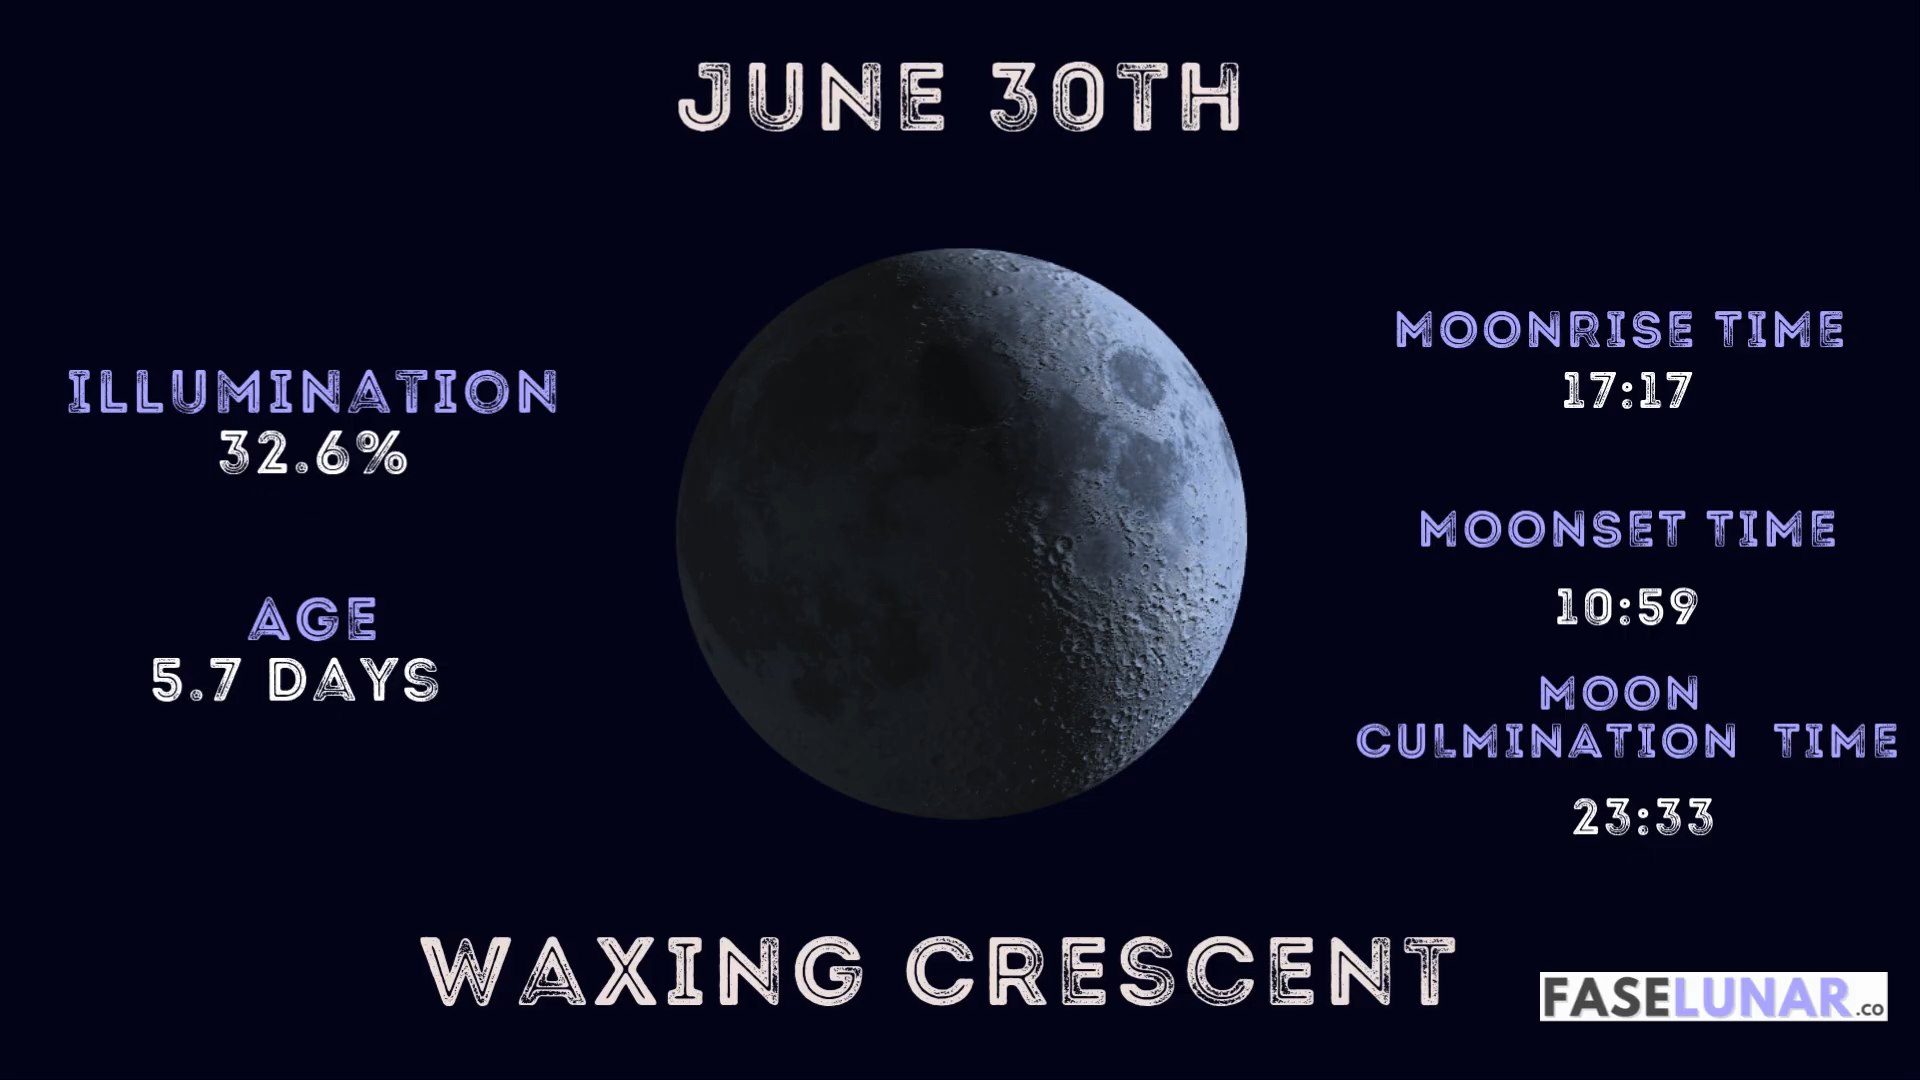 JUNE 30TH
ILLUMINATION
32.6%
AGE
5.7 DAYS
MOONRISE TIME
17:17
MOONSET TIME
10:59
MOON
CULMINATION TIME
23:33
WAXING CRESCENT
FASELUNAR.co